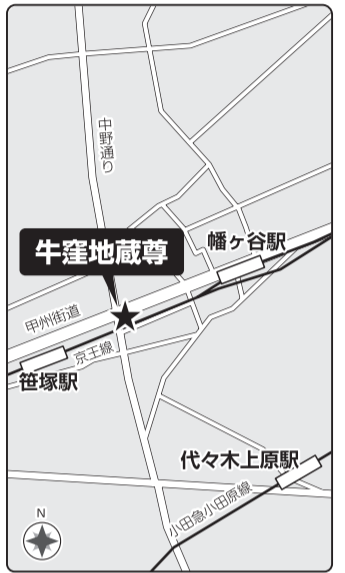 中野通り
幡ヶ谷駅
牛窪地蔵尊
甲州街道
京王線
笹塚駅
代々木上原駅
小田急小田原線
N